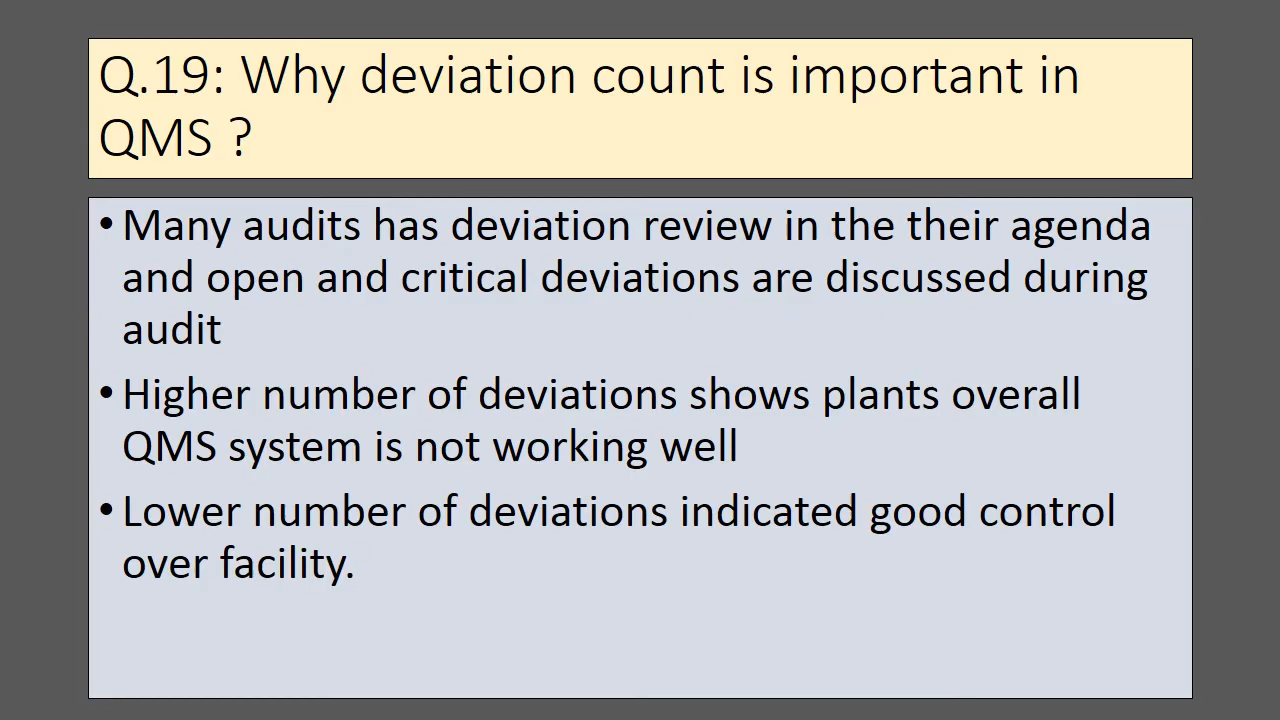 Q.19: Why deviation count is important in
QMS ?
•Many audits has deviation review in the their agenda
and open and critical deviations are discussed during
audit
•Higher number of deviations shows plants overall
QMS system is not working well
•Lower number of deviations indicated good control
over facility.